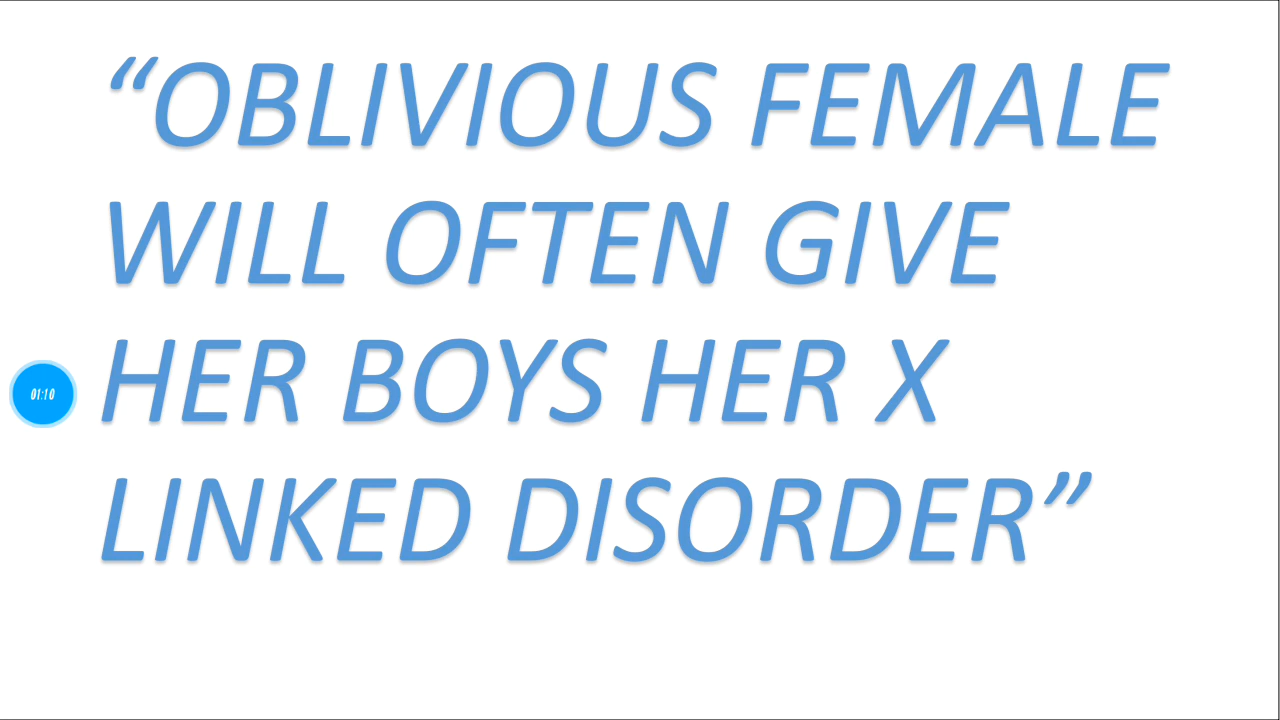 “OBLIVIOUS FEMALE
WILL OFTEN GIVE
HER BOYS HER X
LINKED DISORDER”
01:10